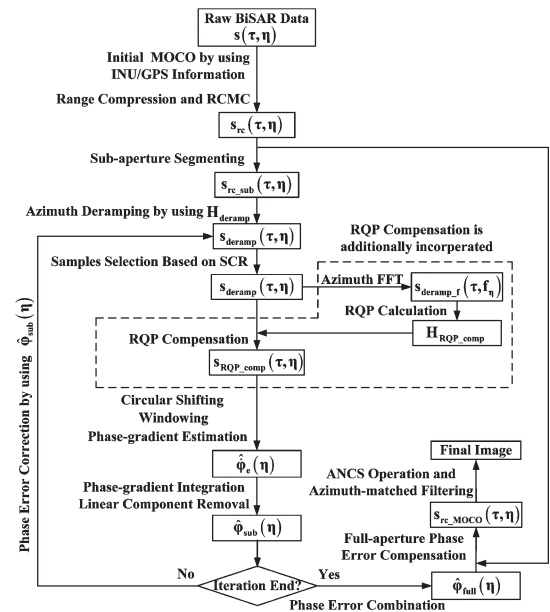 Raw BiSAR Data
s(τ,η)
Initial MOCO by using
INU/GPS Information
Range Compression and RCMC
s_rc(τ,η)
Sub-aperture Segmenting
s_rc_sub(τ,η)
Azimuth Deramping by using H_deramp
s_deramp(τ,η)
RQP Compensation is
additionally incorperated
Samples Selection Based on SCR
s_deramp(τ,η)
Azimuth FFT
s_deramp_f(τ,f_η)
RQP Calculation
H_RQP_comp
RQP Compensation
s_RQP_comp(τ,η)
Phase Error Correction by using φ̂_sub(η)
Circular Shifting
Windowing
Phase-gradient Estimation
φ̇̂_e(η)
Phase-gradient Integration
Linear Component Removal
φ̂_sub(η)
Final Image
ANCS Operation and
Azimuth-matched Filtering
s_rc_MOCO(τ,η)
Full-aperture Phase
Error Compensation
No
Iteration End?
Yes
φ̂_full(η)
Phase Error Combination